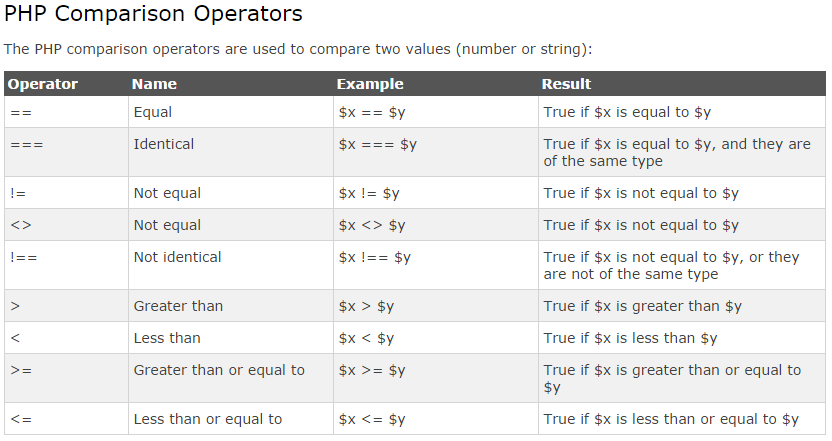 PHP Comparison Operators
The PHP comparison operators are used to compare two values (number or string):
Operator Name Example Result
== Equal $x == $y True if $x is equal to $y
=== Identical $x === $y True if $x is equal to $y, and they are
of the same type
!= Not equal $x != $y True if $x is not equal to $y
<> Not equal $x <> $y True if $x is not equal to $y
!== Not identical $x !== $y True if $x is not equal to $y, or they
are not of the same type
> Greater than $x > $y True if $x is greater than $y
< Less than $x < $y True if $x is less than $y
>= Greater than or equal to $x >= $y True if $x is greater than or equal to
$y
<= Less than or equal to $x <= $y True if $x is less than or equal to $y